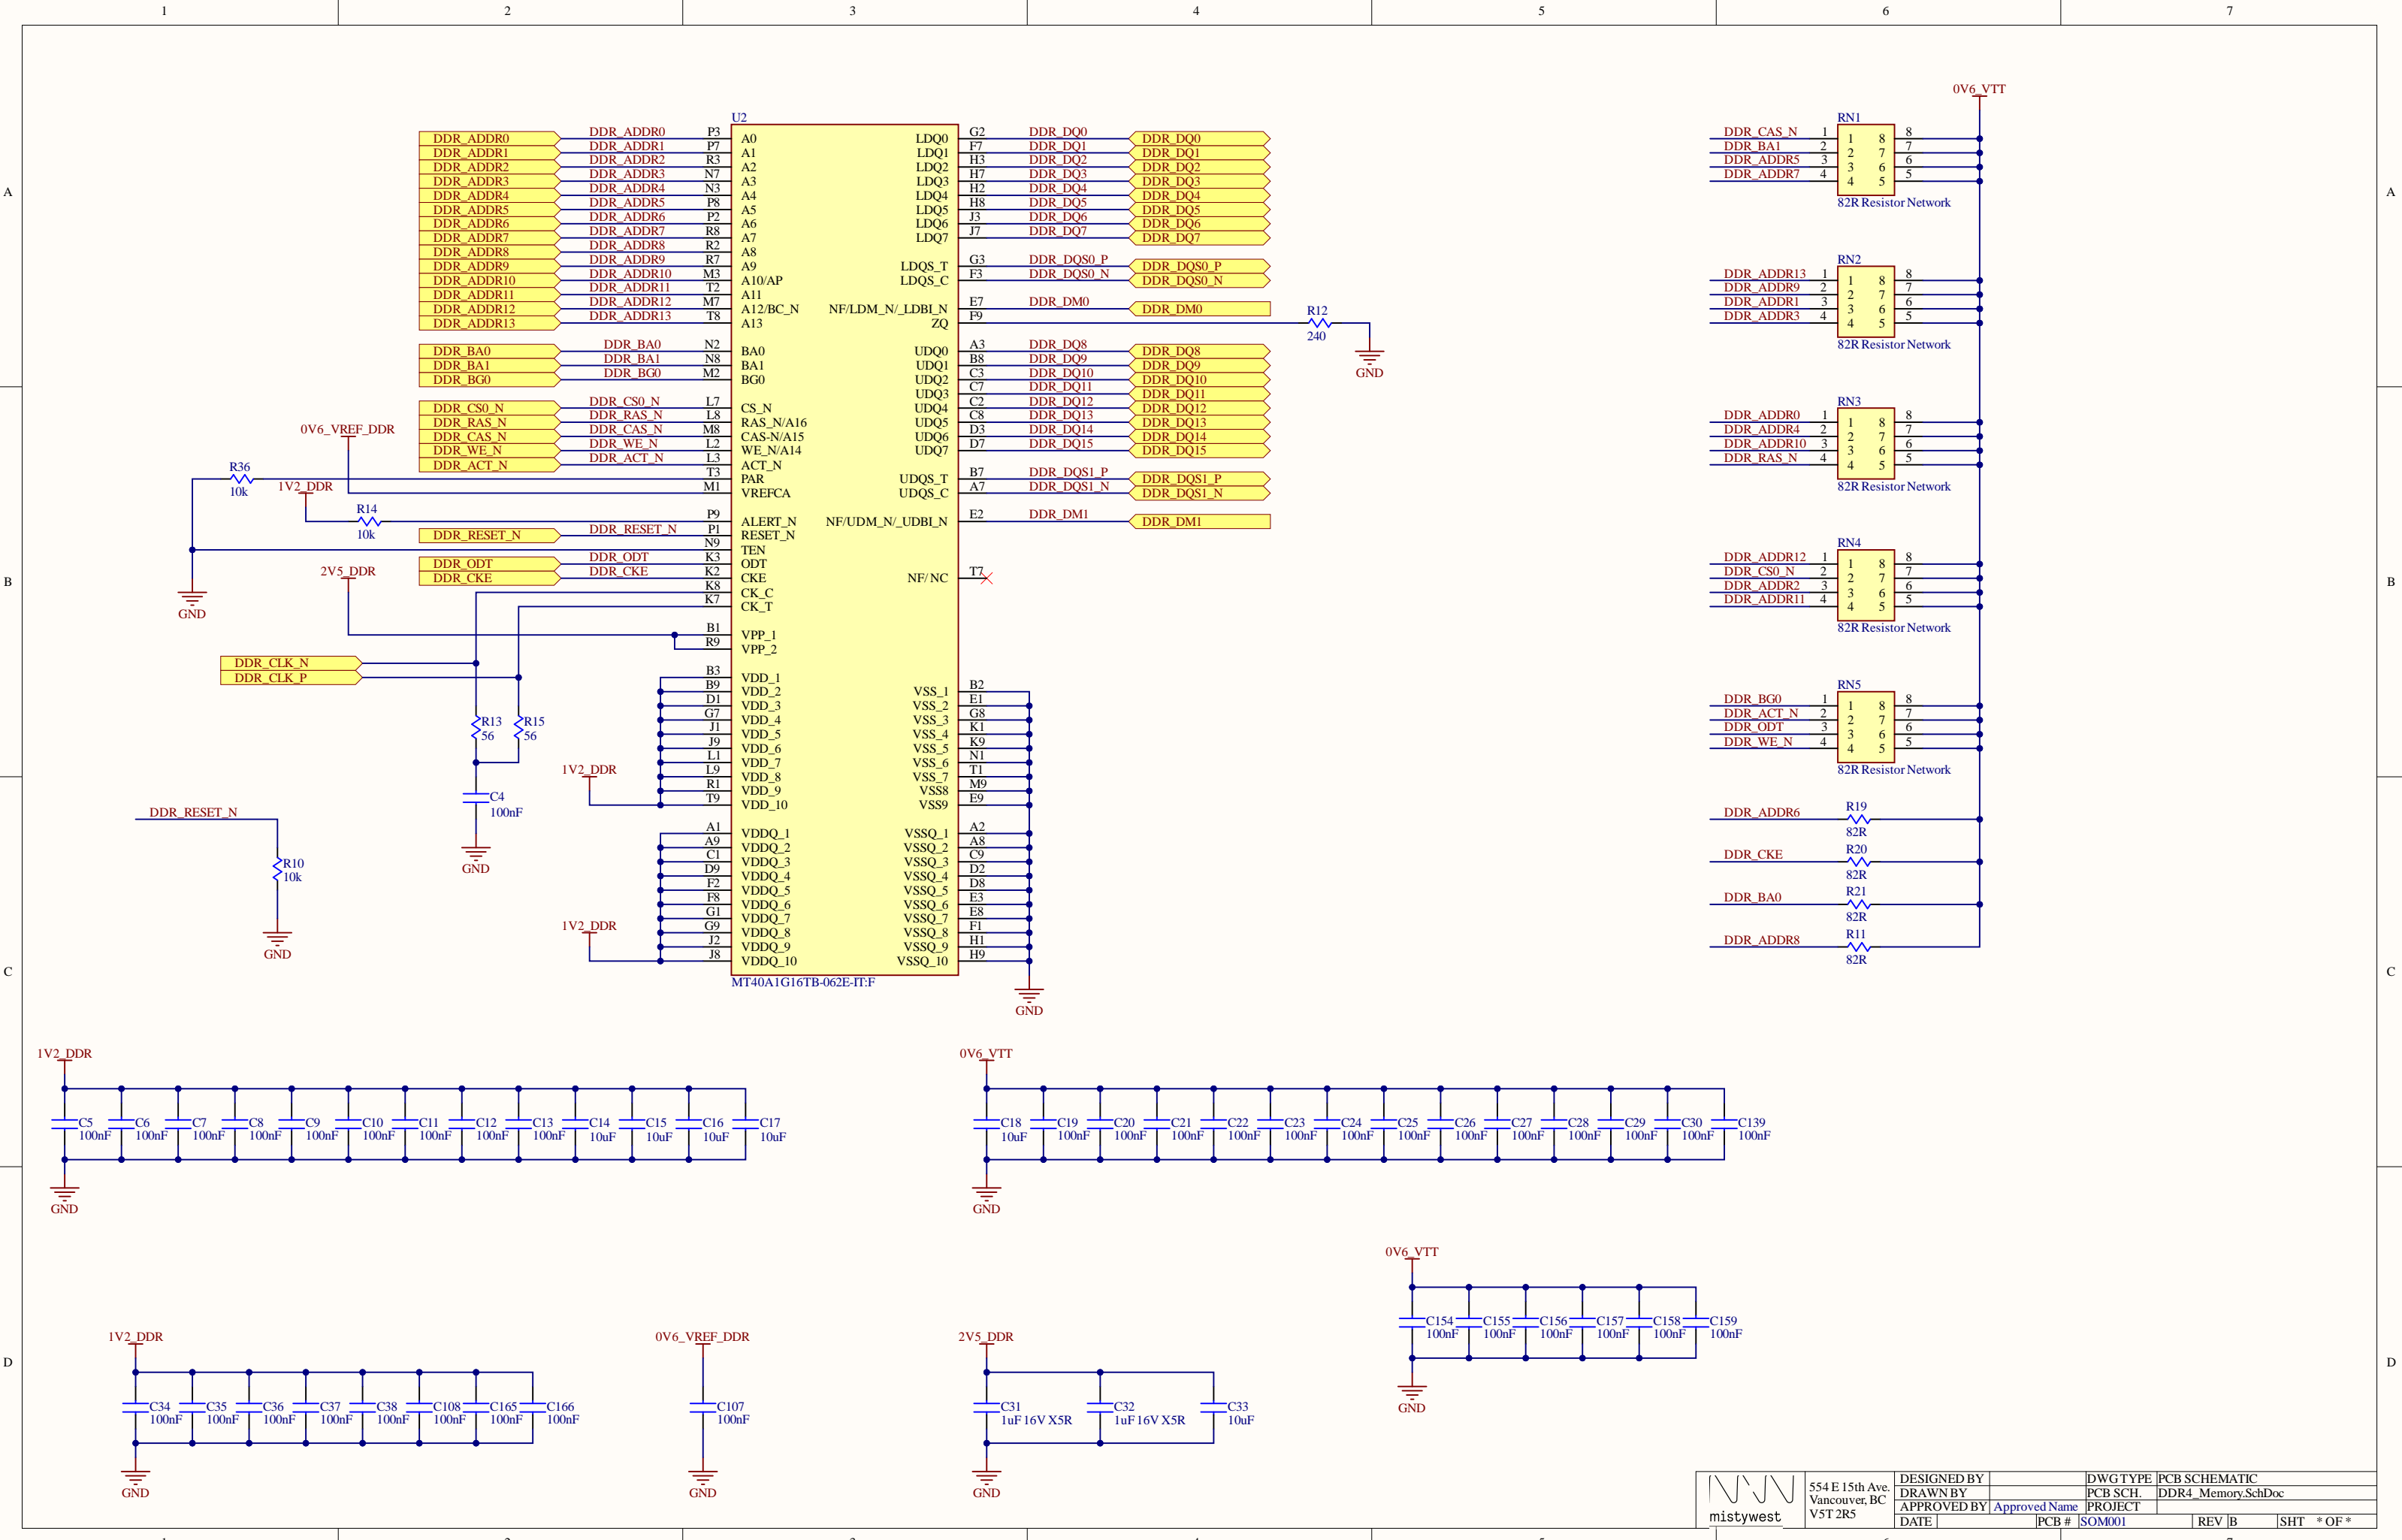 1 2 3 4 5 6 7
A A
B B
C C
D D
U2
DDR_ADDR0 DDR_ADDR0 P3 A0
DDR_ADDR1 DDR_ADDR1 P7 A1
DDR_ADDR2 DDR_ADDR2 R3 A2
DDR_ADDR3 DDR_ADDR3 N7 A3
DDR_ADDR4 DDR_ADDR4 N3 A4
DDR_ADDR5 DDR_ADDR5 P8 A5
DDR_ADDR6 DDR_ADDR6 P2 A6
DDR_ADDR7 DDR_ADDR7 R8 A7
DDR_ADDR8 DDR_ADDR8 R2 A8
DDR_ADDR9 DDR_ADDR9 R7 A9
DDR_ADDR10 DDR_ADDR10 M3 A10/AP
DDR_ADDR11 DDR_ADDR11 T2 A11
DDR_ADDR12 DDR_ADDR12 M7 A12/BC_N
DDR_ADDR13 DDR_ADDR13 T8 A13
DDR_BA0 DDR_BA0 N2 BA0
DDR_BA1 DDR_BA1 N8 BA1
DDR_BG0 DDR_BG0 M2 BG0
DDR_CS0_N DDR_CS0_N L7 CS_N
DDR_RAS_N DDR_RAS_N L8 RAS_N/A16
DDR_CAS_N DDR_CAS_N M8 CAS-N/A15
DDR_WE_N DDR_WE_N L2 WE_N/A14
DDR_ACT_N DDR_ACT_N L3 ACT_N
0V6_VREF_DDR
R36
10k
T3 PAR
M1 VREFCA
1V2_DDR
R14
10k
P9 ALERT_N
DDR_RESET_N DDR_RESET_N P1 RESET_N
N9 TEN
DDR_ODT DDR_ODT K3 ODT
DDR_CKE DDR_CKE K2 CKE
K8 CK_C
K7 CK_T
GND
2V5_DDR
B1 VPP_1
R9 VPP_2
DDR_CLK_N
DDR_CLK_P
R13
56
R15
56
C4
100nF
GND
B3 VDD_1
B9 VDD_2
D1 VDD_3
G7 VDD_4
J1 VDD_5
J9 VDD_6
L1 VDD_7
L9 VDD_8
R1 VDD_9
T9 VDD_10
1V2_DDR
A1 VDDQ_1
A9 VDDQ_2
C1 VDDQ_3
D9 VDDQ_4
F2 VDDQ_5
F8 VDDQ_6
G1 VDDQ_7
G9 VDDQ_8
J2 VDDQ_9
J8 VDDQ_10
1V2_DDR
MT40A1G16TB-062E-IT:F
DDR_RESET_N
R10
10k
GND
LDQ0 G2 DDR_DQ0 DDR_DQ0
LDQ1 F7 DDR_DQ1 DDR_DQ1
LDQ2 H3 DDR_DQ2 DDR_DQ2
LDQ3 H7 DDR_DQ3 DDR_DQ3
LDQ4 H2 DDR_DQ4 DDR_DQ4
LDQ5 H8 DDR_DQ5 DDR_DQ5
LDQ6 J3 DDR_DQ6 DDR_DQ6
LDQ7 J7 DDR_DQ7 DDR_DQ7
LDQS_T G3 DDR_DQS0_P DDR_DQS0_P
LDQS_C F3 DDR_DQS0_N DDR_DQS0_N
NF/LDM_N/_LDBI_N E7 DDR_DM0 DDR_DM0
ZQ F9
R12
240
GND
UDQ0 A3 DDR_DQ8 DDR_DQ8
UDQ1 B8 DDR_DQ9 DDR_DQ9
UDQ2 C3 DDR_DQ10 DDR_DQ10
UDQ3 C7 DDR_DQ11 DDR_DQ11
UDQ4 C2 DDR_DQ12 DDR_DQ12
UDQ5 C8 DDR_DQ13 DDR_DQ13
UDQ6 D3 DDR_DQ14 DDR_DQ14
UDQ7 D7 DDR_DQ15 DDR_DQ15
UDQS_T B7 DDR_DQS1_P DDR_DQS1_P
UDQS_C A7 DDR_DQS1_N DDR_DQS1_N
NF/UDM_N/_UDBI_N E2 DDR_DM1 DDR_DM1
NF/NC T7
VSS_1 B2
VSS_2 E1
VSS_3 G8
VSS_4 K1
VSS_5 K9
VSS_6 N1
VSS_7 T1
VSS8 M9
VSS9 E9
VSSQ_1 A2
VSSQ_2 A8
VSSQ_3 C9
VSSQ_4 D2
VSSQ_5 D8
VSSQ_6 E3
VSSQ_7 E8
VSSQ_8 F1
VSSQ_9 H1
VSSQ_10 H9
GND
0V6_VTT
RN1
DDR_CAS_N 1 1 8 8
DDR_BA1 2 2 7 7
DDR_ADDR5 3 3 6 6
DDR_ADDR7 4 4 5 5
82R Resistor Network
RN2
DDR_ADDR13 1 1 8 8
DDR_ADDR9 2 2 7 7
DDR_ADDR1 3 3 6 6
DDR_ADDR3 4 4 5 5
82R Resistor Network
RN3
DDR_ADDR0 1 1 8 8
DDR_ADDR4 2 2 7 7
DDR_ADDR10 3 3 6 6
DDR_RAS_N 4 4 5 5
82R Resistor Network
RN4
DDR_ADDR12 1 1 8 8
DDR_CS0_N 2 2 7 7
DDR_ADDR2 3 3 6 6
DDR_ADDR11 4 4 5 5
82R Resistor Network
RN5
DDR_BG0 1 1 8 8
DDR_ACT_N 2 2 7 7
DDR_ODT 3 3 6 6
DDR_WE_N 4 4 5 5
82R Resistor Network
DDR_ADDR6 R19
82R
DDR_CKE R20
82R
DDR_BA0 R21
82R
DDR_ADDR8 R11
82R
1V2_DDR
C5 C6 C7 C8 C9 C10 C11 C12 C13 C14 C15 C16 C17
100nF 100nF 100nF 100nF 100nF 100nF 100nF 100nF 100nF 10uF 10uF 10uF 10uF
GND
0V6_VTT
C18 C19 C20 C21 C22 C23 C24 C25 C26 C27 C28 C29 C30 C139
10uF 100nF 100nF 100nF 100nF 100nF 100nF 100nF 100nF 100nF 100nF 100nF 100nF 100nF
GND
0V6_VTT
C154 C155 C156 C157 C158 C159
100nF 100nF 100nF 100nF 100nF 100nF
GND
1V2_DDR
C34 C35 C36 C37 C38 C108 C165 C166
100nF 100nF 100nF 100nF 100nF 100nF 100nF 100nF
GND
0V6_VREF_DDR
C107
100nF
GND
2V5_DDR
C31 C32 C33
1uF 16V X5R 1uF 16V X5R 10uF
GND
mistywest
554 E 15th Ave.
Vancouver, BC
V5T 2R5
DESIGNED BY DWG TYPE PCB SCHEMATIC
DRAWN BY PCB SCH. DDR4_Memory.SchDoc
APPROVED BY Approved Name PROJECT
DATE PCB # SOM001 REV B SHT * OF *